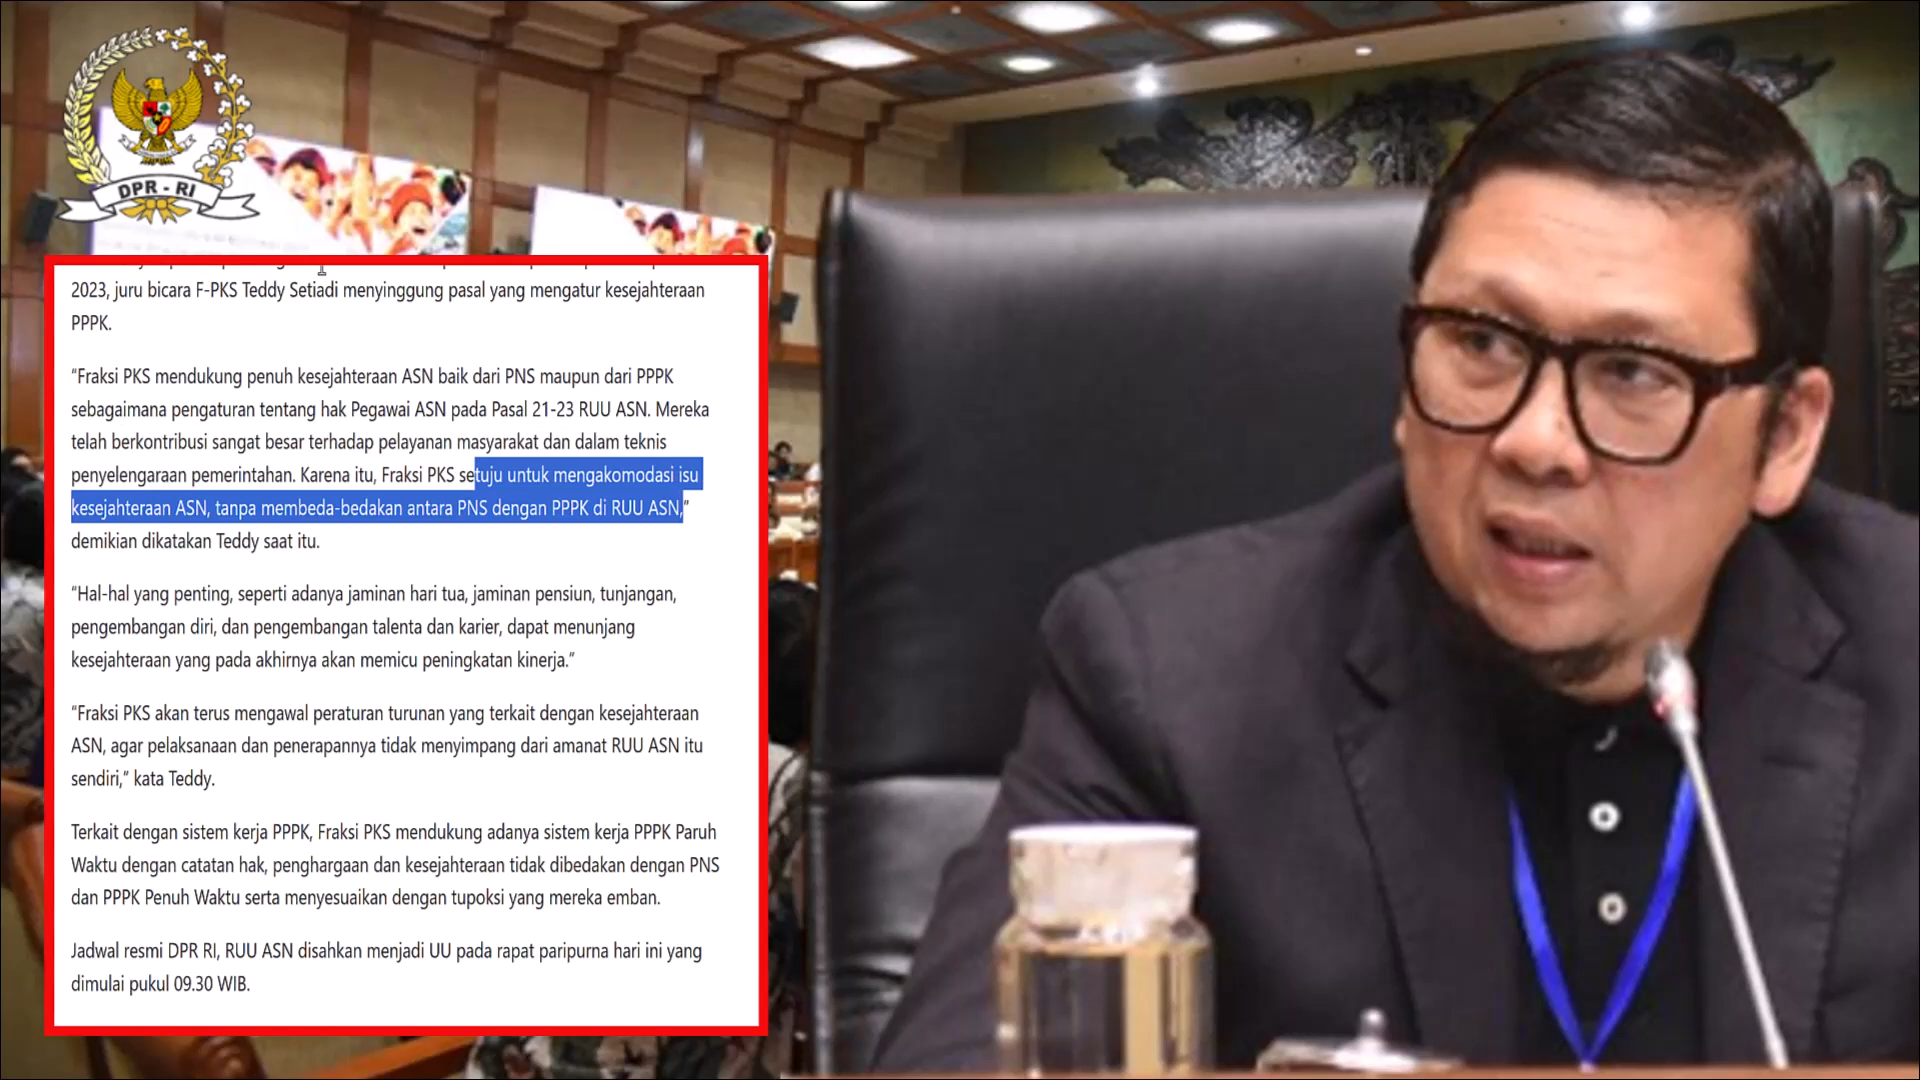 DPR - RI
2023, juru bicara F-PKS Teddy Setiadi menyinggung pasal yang mengatur kesejahteraan
PPPK.
“Fraksi PKS mendukung penuh kesejahteraan ASN baik dari PNS maupun dari PPPK
sebagaimana pengaturan tentang hak Pegawai ASN pada Pasal 21-23 RUU ASN. Mereka
telah berkontribusi sangat besar terhadap pelayanan masyarakat dan dalam teknis
penyelengaraan pemerintahan. Karena itu, Fraksi PKS setuju untuk mengakomodasi isu
kesejahteraan ASN, tanpa membeda-bedakan antara PNS dengan PPPK di RUU ASN,”
demikian dikatakan Teddy saat itu.
“Hal-hal yang penting, seperti adanya jaminan hari tua, jaminan pensiun, tunjangan,
pengembangan diri, dan pengembangan talenta dan karier, dapat menunjang
kesejahteraan yang pada akhirnya akan memicu peningkatan kinerja.”
“Fraksi PKS akan terus mengawal peraturan turunan yang terkait dengan kesejahteraan
ASN, agar pelaksanaan dan penerapannya tidak menyimpang dari amanat RUU ASN itu
sendiri,” kata Teddy.
Terkait dengan sistem kerja PPPK, Fraksi PKS mendukung adanya sistem kerja PPPK Paruh
Waktu dengan catatan hak, penghargaan dan kesejahteraan tidak dibedakan dengan PNS
dan PPPK Penuh Waktu serta menyesuaikan dengan tupoksi yang mereka emban.
Jadwal resmi DPR RI, RUU ASN disahkan menjadi UU pada rapat paripurna hari ini yang
dimulai pukul 09.30 WIB.